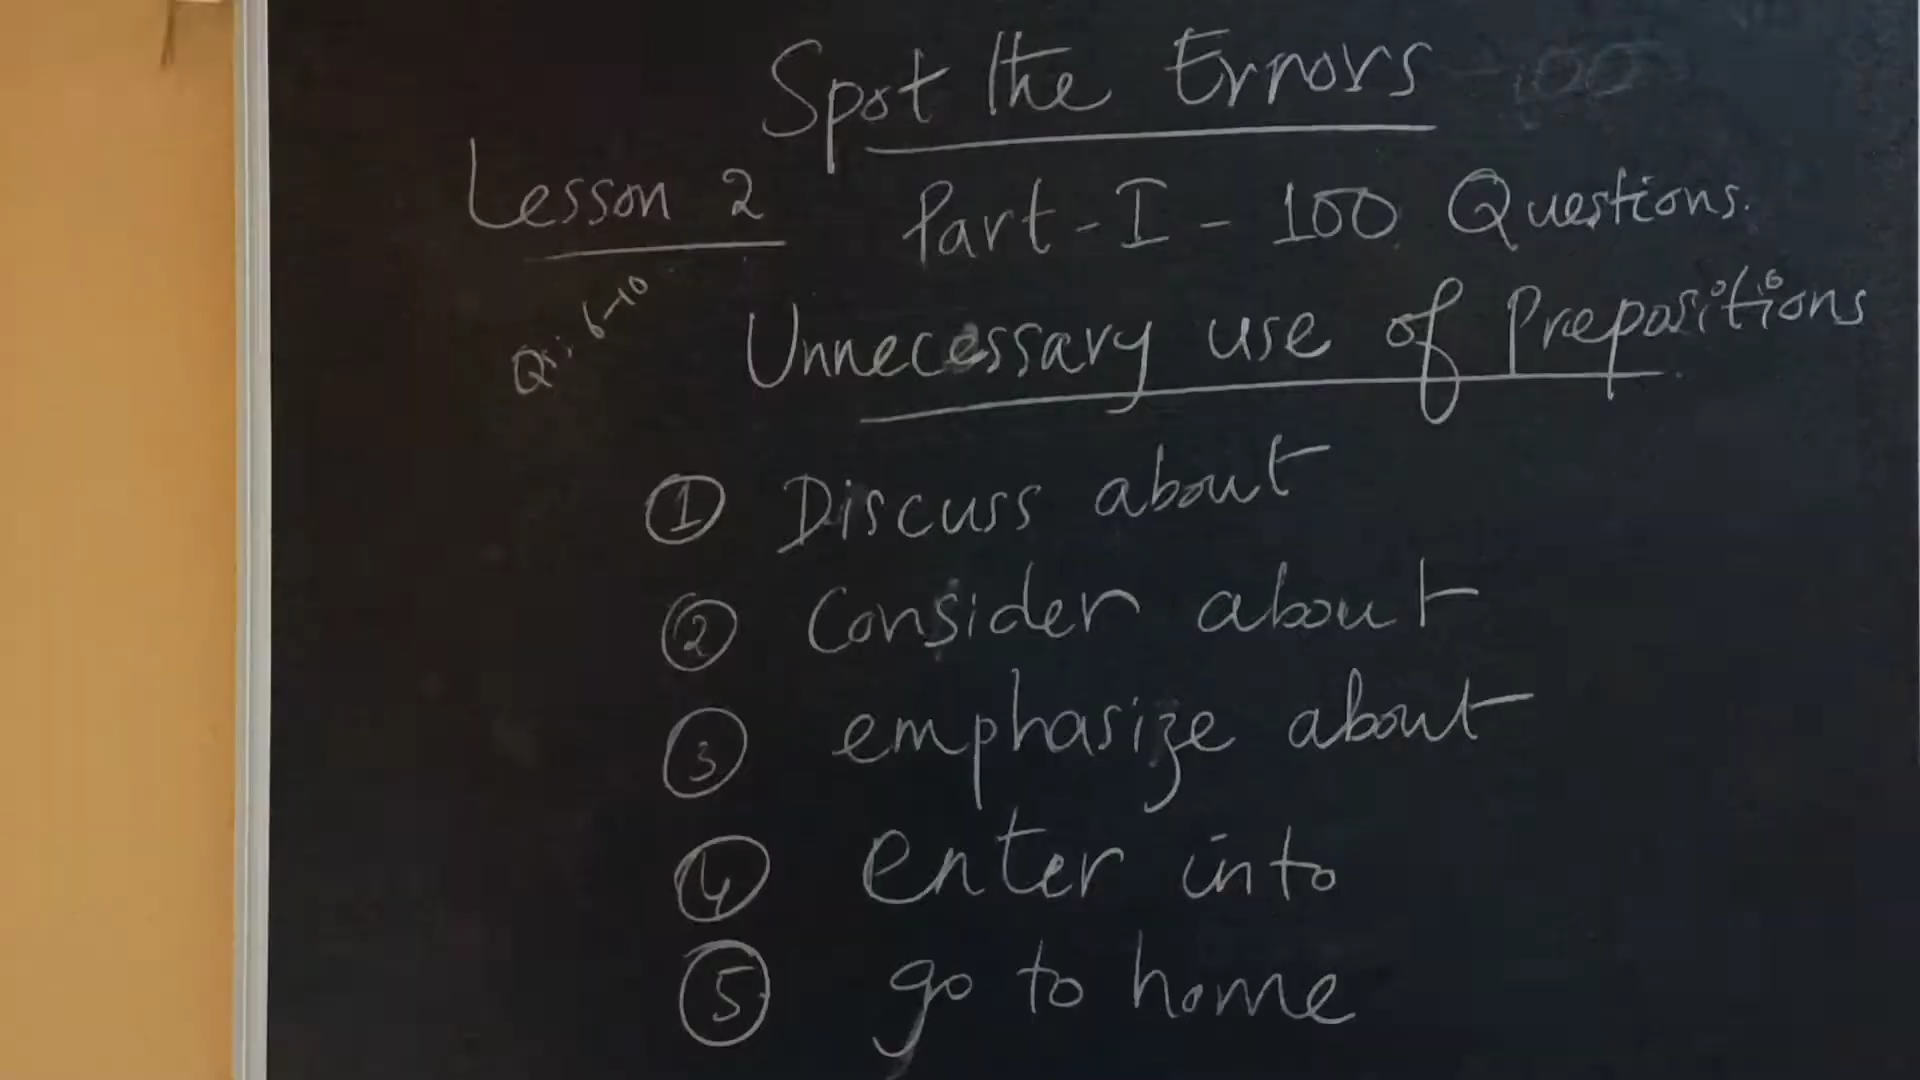 Spot the Errors
Lesson 2
Part-I-100 Questions.
Qs: 6-10
Unnecessary use of Prepositions
1 Discuss about
2 Consider about
3 emphasize about
4 enter into
5 go to home